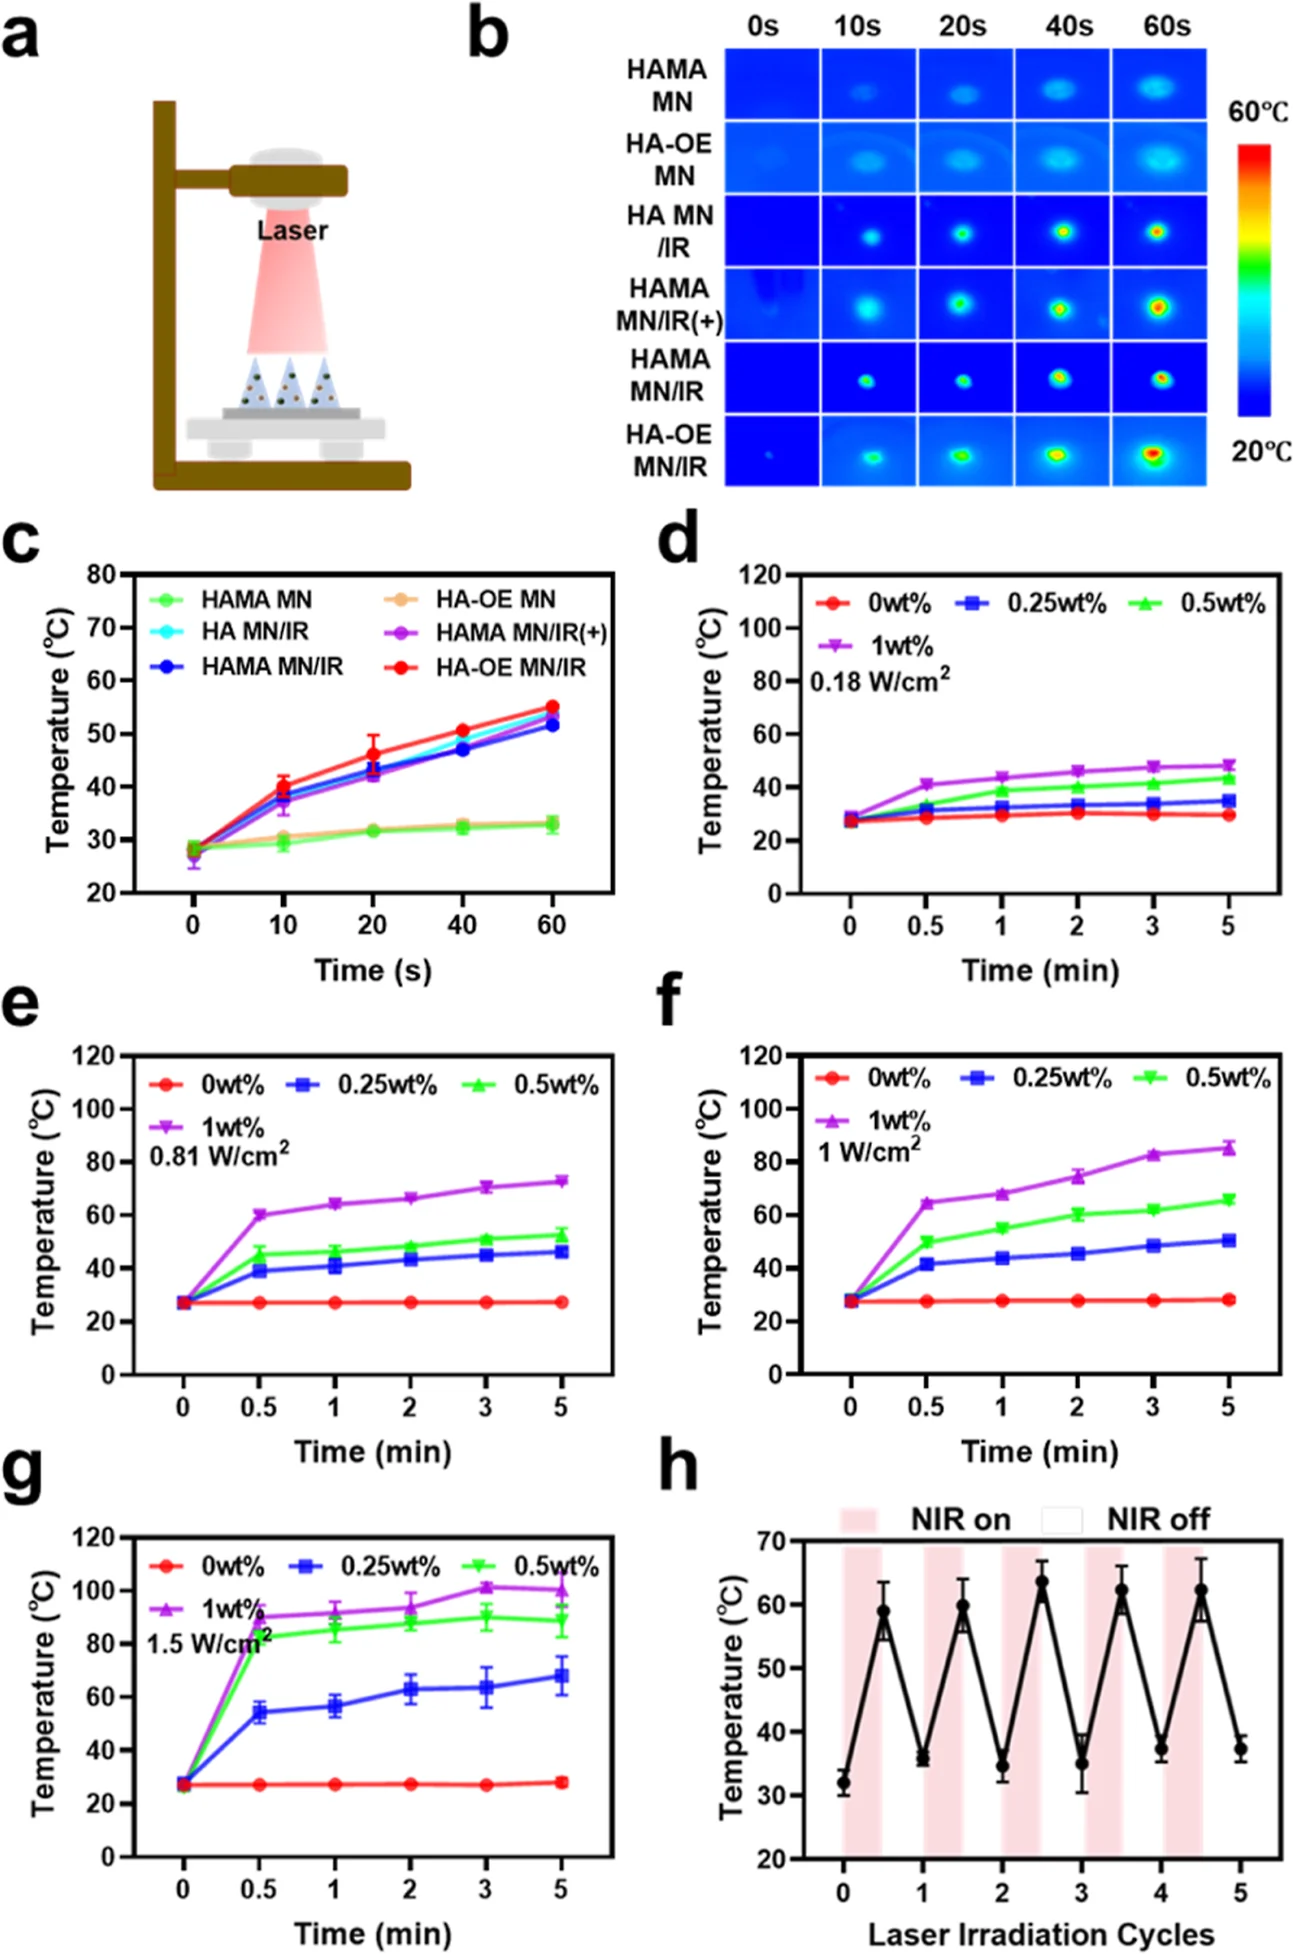 a
Laser
b
0s 10s 20s 40s 60s
HAMA
MN
HA-OE
MN
HA MN
/IR
HAMA
MN/IR(+)
HAMA
MN/IR
HA-OE
MN/IR
60℃
20℃
c
Temperature (℃)
80
70
60
50
40
30
20
HAMA MN HA-OE MN
HA MN/IR HAMA MN/IR(+)
HAMA MN/IR HA-OE MN/IR
0 10 20 40 60
Time (s)
d
Temperature (℃)
120
100
80
60
40
20
0
0wt% 0.25wt% 0.5wt%
1wt%
0.18 W/cm²
0 0.5 1 2 3 5
Time (min)
e
Temperature (℃)
120
100
80
60
40
20
0
0wt% 0.25wt% 0.5wt%
1wt%
0.81 W/cm²
0 0.5 1 2 3 5
Time (min)
f
Temperature (℃)
120
100
80
60
40
20
0
0wt% 0.25wt% 0.5wt%
1wt%
1 W/cm²
0 0.5 1 2 3 5
Time (min)
g
Temperature (℃)
120
100
80
60
40
20
0
0wt% 0.25wt% 0.5wt%
1wt%
1.5 W/cm²
0 0.5 1 2 3 5
Time (min)
h
NIR on NIR off
Temperature (℃)
70
60
50
40
30
20
0 1 2 3 4 5
Laser Irradiation Cycles